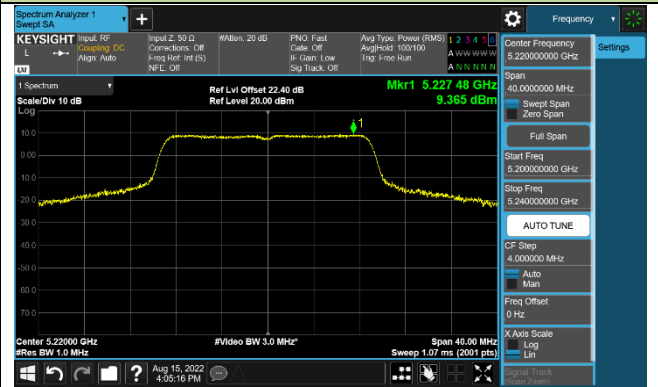 Spectrum Analyzer 1
Swept SA
Frequency
KEYSIGHT
L
Input: RF
Coupling: DC
Align: Auto
Input Z: 50 Ω
Corrections: Off
Freq Ref: Int (S)
NFE: Off
#Atten: 20 dB
PNO: Fast
Gate: Off
IF Gain: Low
Sig Track: Off
Avg Type: Power (RMS)
Avg|Hold: 100/100
Trig: Free Run
1 2 3 4 5 6
A W W W W W
A N N N N N
1 Spectrum
Scale/Div 10 dB
Log
Ref Lvl Offset 22.40 dB
Ref Level 20.00 dBm
Mkr1 5.227 48 GHz
9.365 dBm
1
10.0
0.00
-10.0
-20.0
-30.0
-40.0
-50.0
-60.0
-70.0
Center 5.22000 GHz
#Res BW 1.0 MHz
#Video BW 3.0 MHz*
Span 40.00 MHz
Sweep 1.07 ms (2001 pts)
Aug 15, 2022
4:05:16 PM
Center Frequency
5.220000000 GHz
Settings
Span
40.0000000 MHz
Swept Span
Zero Span
Full Span
Start Freq
5.200000000 GHz
Stop Freq
5.240000000 GHz
AUTO TUNE
CF Step
4.000000 MHz
Auto
Man
Freq Offset
0 Hz
X Axis Scale
Log
Lin
Signal Track
(Span Zoom)